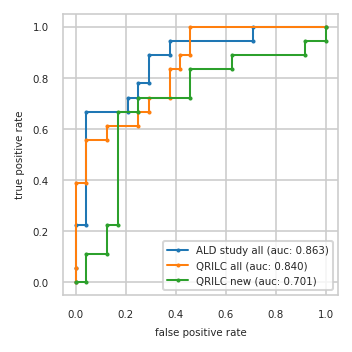 1.0
0.8
0.6
0.4
0.2
0.0
true positive rate
ALD study all (auc: 0.863)
QRILC all (auc: 0.840)
QRILC new (auc: 0.701)
0.0 0.2 0.4 0.6 0.8 1.0
false positive rate